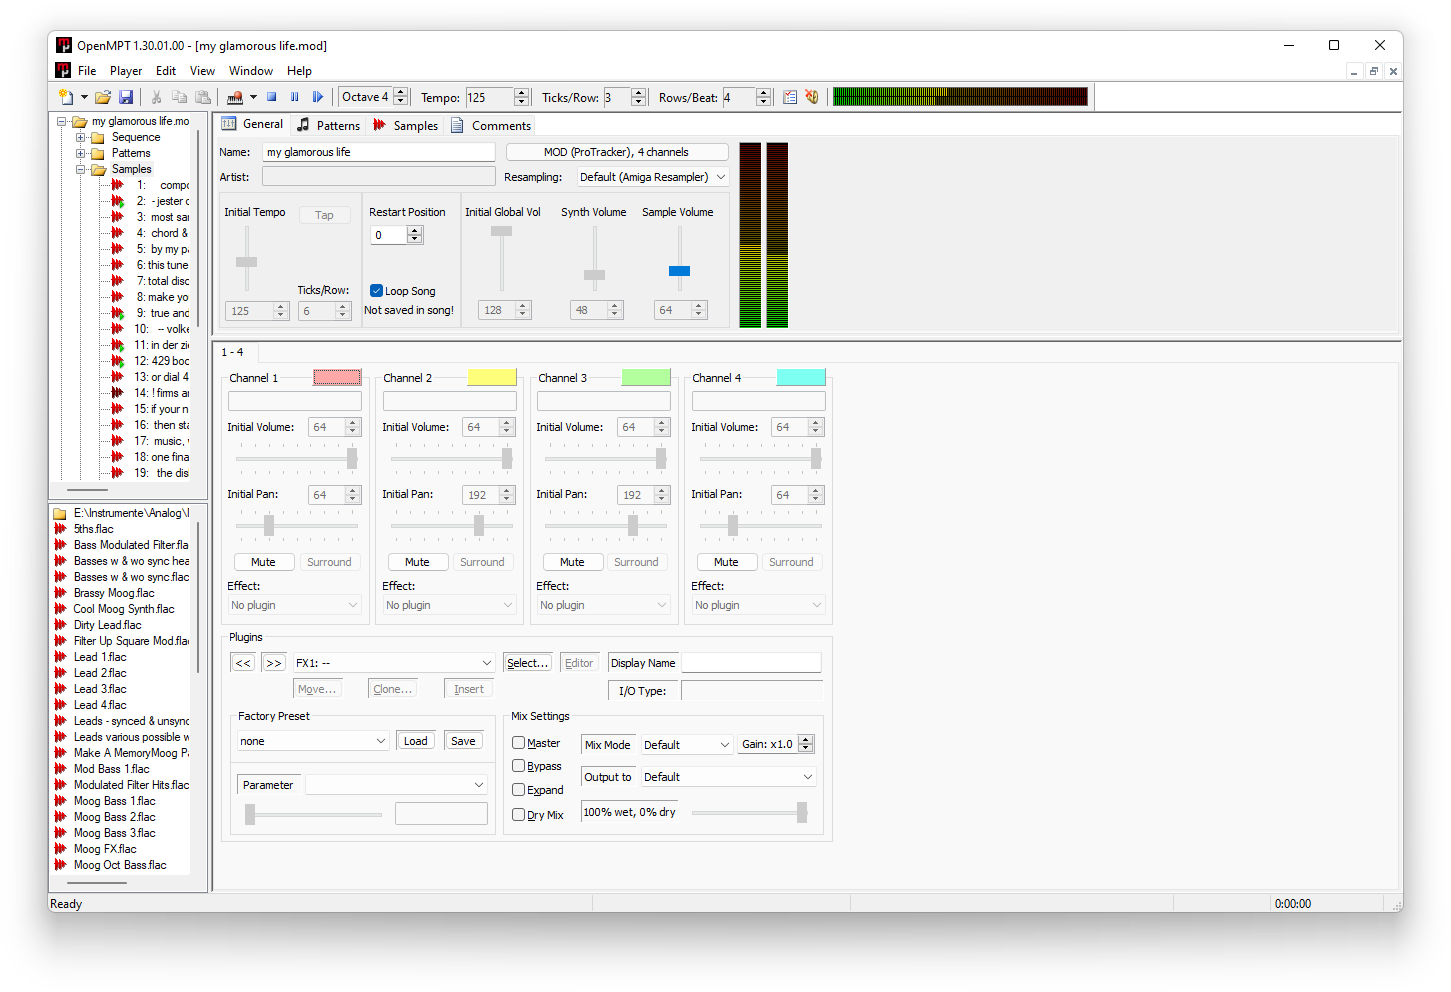 OpenMPT 1.30.01.00 - [my glamorous life.mod]
File Player Edit View Window Help
Octave 4 Tempo: 125 Ticks/Row: 3 Rows/Beat: 4
my glamorous life.mo
Sequence
Patterns
Samples
1: compo
2: - jester o
3: most sar
4: chord &
5: by my pa
6: this tune
7: total disc
8: make yo
9: true and
10: -- volke
11: in der zie
12: 429 boc
13: or dial 4
14: ! firms ar
15: if your n
16: then sta
17: music, v
18: one fina
19: the dis
E:\Instrumente\Analog\
5ths.flac
Bass Modulated Filter.fla
Basses w & wo sync hea
Basses w & wo sync.flac
Brassy Moog.flac
Cool Moog Synth.flac
Dirty Lead.flac
Filter Up Square Mod.fla
Lead 1.flac
Lead 2.flac
Lead 3.flac
Lead 4.flac
Leads - synced & unsync
Leads various possible w
Make A MemoryMoog Pa
Mod Bass 1.flac
Modulated Filter Hits.flac
Moog Bass 1.flac
Moog Bass 2.flac
Moog Bass 3.flac
Moog FX.flac
Moog Oct Bass.flac
General Patterns Samples Comments
Name: my glamorous life MOD (ProTracker), 4 channels
Artist: Resampling: Default (Amiga Resampler)
Initial Tempo Tap Restart Position Initial Global Vol Synth Volume Sample Volume
0
Ticks/Row: Loop Song
125 6 Not saved in song! 128 48 64
1 - 4
Channel 1 Channel 2 Channel 3 Channel 4
Initial Volume: 64 Initial Volume: 64 Initial Volume: 64 Initial Volume: 64
Initial Pan: 64 Initial Pan: 192 Initial Pan: 192 Initial Pan: 64
Mute Surround Mute Surround Mute Surround Mute Surround
Effect: Effect: Effect: Effect:
No plugin No plugin No plugin No plugin
Plugins
<< >> FX1: -- Select... Editor Display Name
Move... Clone... Insert I/O Type:
Factory Preset
none Load Save
Parameter
Mix Settings
Master Mix Mode Default Gain: x1.0
Bypass
Output to Default
Expand
Dry Mix 100% wet, 0% dry
Ready 0:00:00